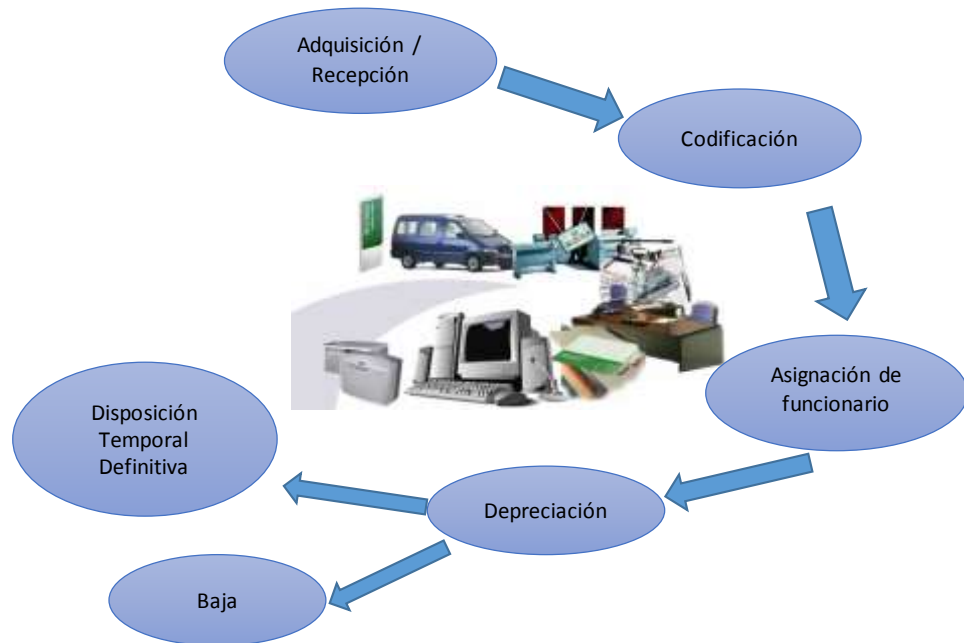 Adquisición /
Recepción
Codificación
Asignación de
funcionario
Disposición
Temporal
Definitiva
Depreciación
Baja